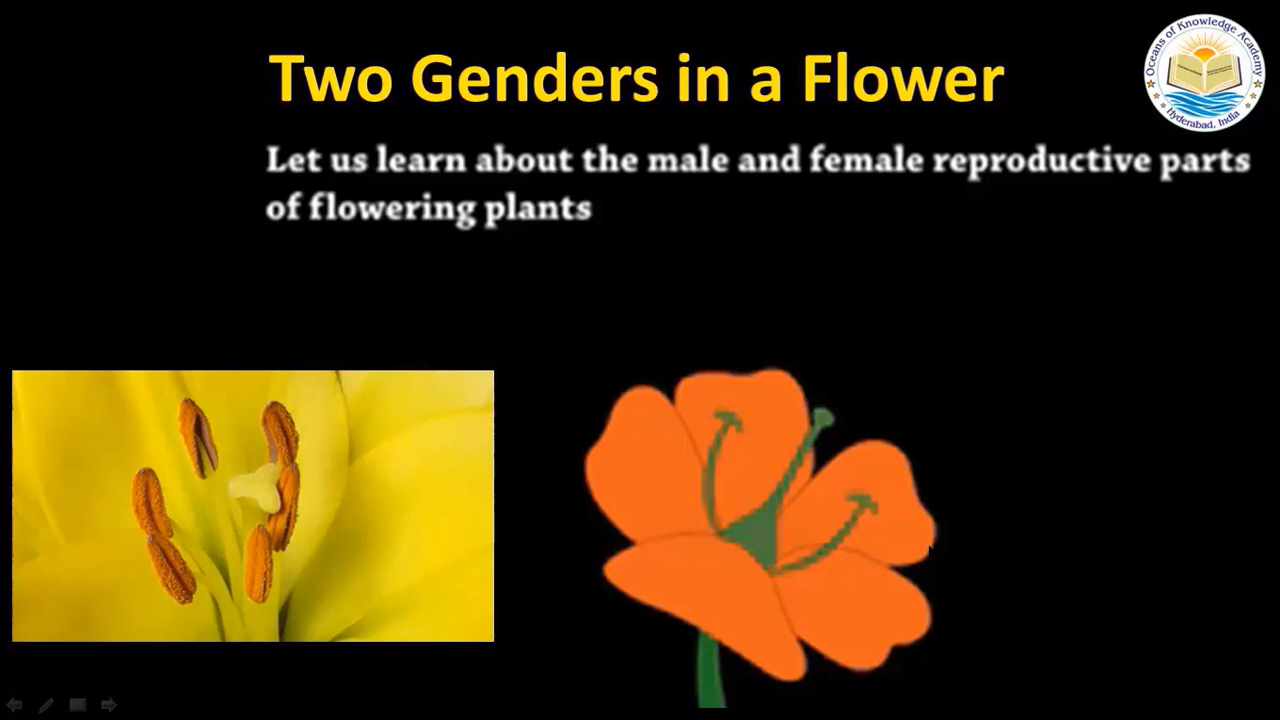 Two Genders in a Flower
Let us learn about the male and female reproductive parts
of flowering plants
Oceans of Knowledge Academy
Hyderabad, India